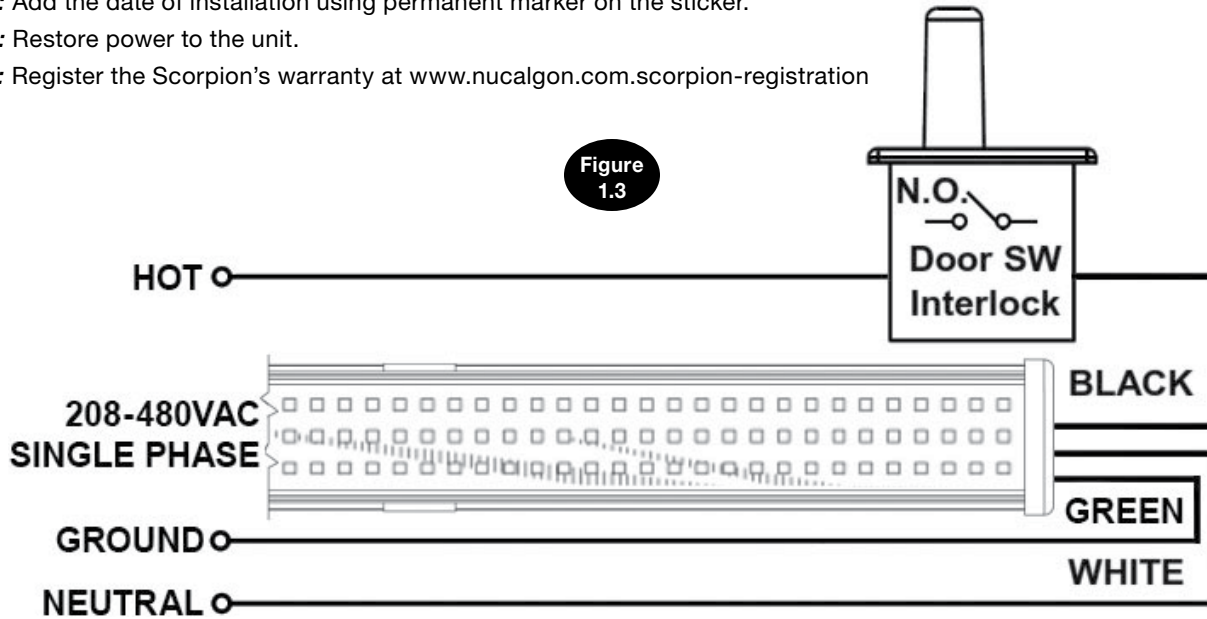 : Add the date of installation using permanent marker on the sticker.
: Restore power to the unit.
: Register the Scorpion's warranty at www.nucalgon.com.scorpion-registration
Figure
1.3
N.O.
Door SW
Interlock
HOT
208-480VAC
SINGLE PHASE
BLACK
GREEN
GROUND
WHITE
NEUTRAL